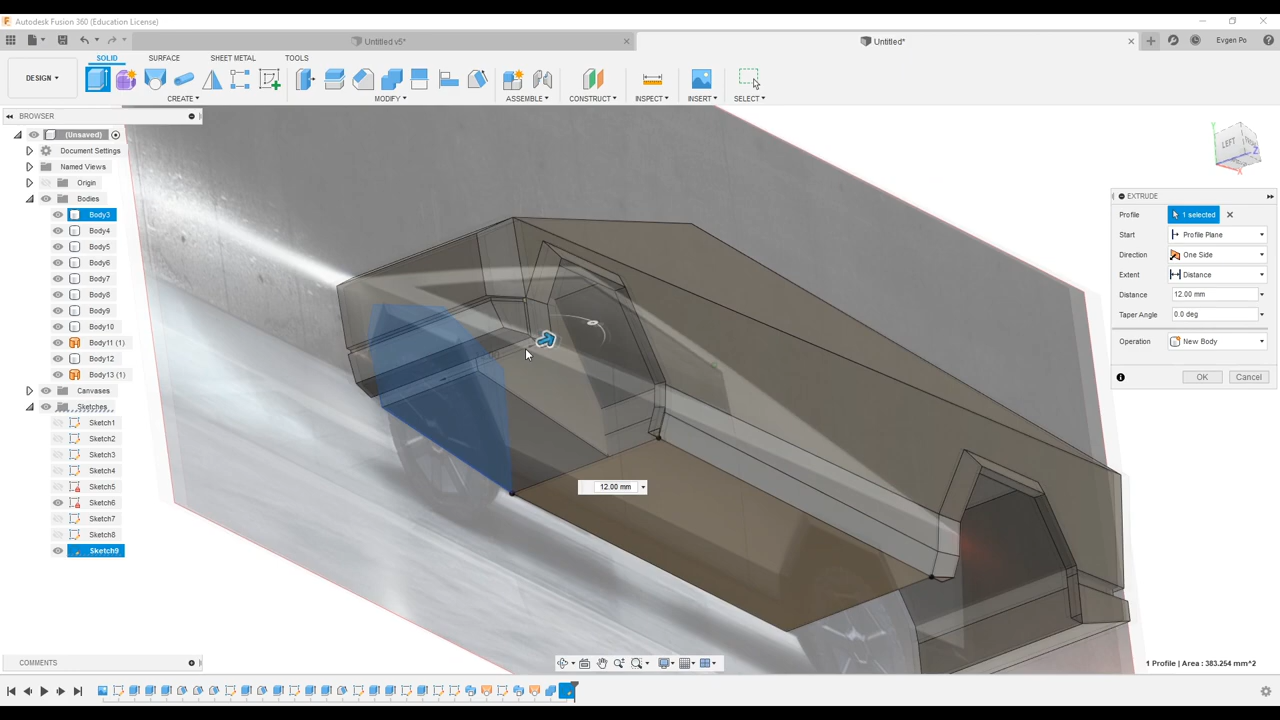 Autodesk Fusion 360 (Education License)
Untitled v5*
Untitled*
Evgen Po
DESIGN
SOLID
SURFACE
SHEET METAL
TOOLS
CREATE
MODIFY
ASSEMBLE
CONSTRUCT
INSPECT
INSERT
SELECT
BROWSER
(Unsaved)
Document Settings
Named Views
Origin
Bodies
Body3
Body4
Body5
Body6
Body7
Body8
Body9
Body10
Body11 (1)
Body12
Body13 (1)
Canvases
Sketches
Sketch1
Sketch2
Sketch3
Sketch4
Sketch5
Sketch6
Sketch7
Sketch8
Sketch9
12.00 mm
Y
LEFT
Z
X
EXTRUDE
Profile 1 selected
Start Profile Plane
Direction One Side
Extent Distance
Distance 12.00 mm
Taper Angle 0.0 deg
Operation New Body
OK Cancel
COMMENTS
1 Profile | Area : 383.254 mm^2